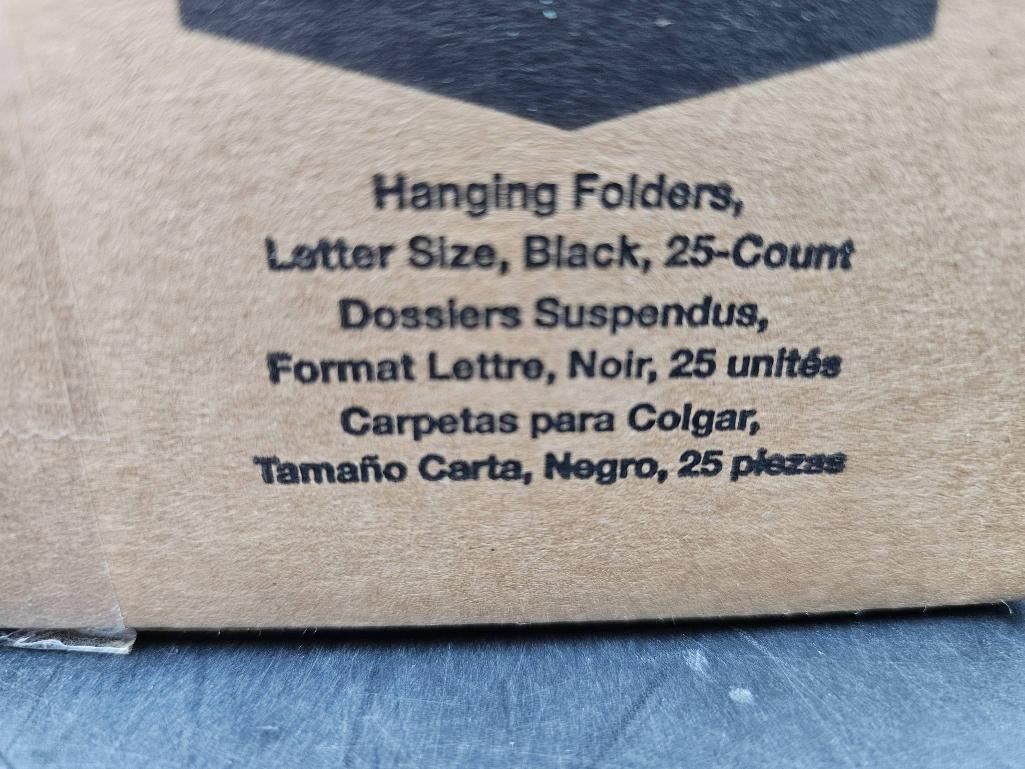 Hanging Folders,
Letter Size, Black, 25-Count
Dossiers Suspendus,
Format Lettre, Noir, 25 unités
Carpetas para Colgar,
Tamaño Carta, Negro, 25 piezas